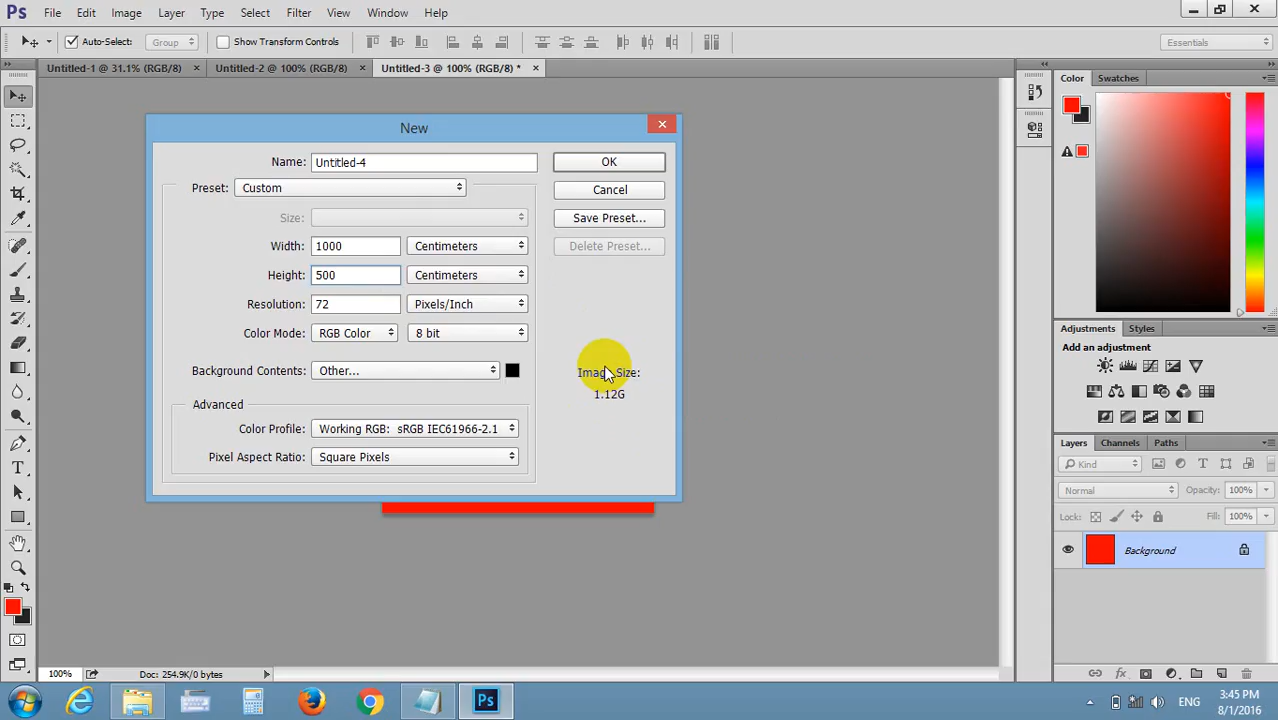 Ps File Edit Image Layer Type Select Filter View Window Help
Auto-Select: Group Show Transform Controls Essentials
Untitled-1 @ 31.1% (RGB/8) × Untitled-2 @ 100% (RGB/8) × Untitled-3 @ 100% (RGB/8) * ×
Color Swatches
New
Name: Untitled-4 OK
Preset: Custom Cancel
Size: Save Preset...
Width: 1000 Centimeters Delete Preset...
Height: 500 Centimeters
Resolution: 72 Pixels/Inch
Color Mode: RGB Color 8 bit
Background Contents: Other... Image Size:
1.12G
Advanced
Color Profile: Working RGB: sRGB IEC61966-2.1
Pixel Aspect Ratio: Square Pixels
Adjustments Styles
Add an adjustment
Layers Channels Paths
Kind
Normal Opacity: 100%
Lock: Fill: 100%
Background
100% Doc: 254.9K/0 bytes
Ps ENG 3:45 PM
8/1/2016